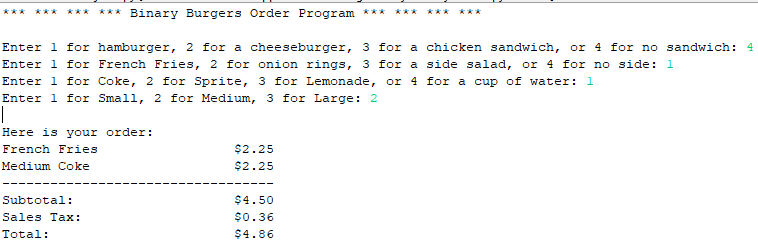 *** *** *** *** Binary Burgers Order Program *** *** *** ***
Enter 1 for hamburger, 2 for a cheeseburger, 3 for a chicken sandwich, or 4 for no sandwich: 4
Enter 1 for French Fries, 2 for onion rings, 3 for a side salad, or 4 for no side: 1
Enter 1 for Coke, 2 for Sprite, 3 for Lemonade, or 4 for a cup of water: 1
Enter 1 for Small, 2 for Medium, 3 for Large: 2
Here is your order:
French Fries $2.25
Medium Coke $2.25
----------------------------------
Subtotal: $4.50
Sales Tax: $0.36
Total: $4.86